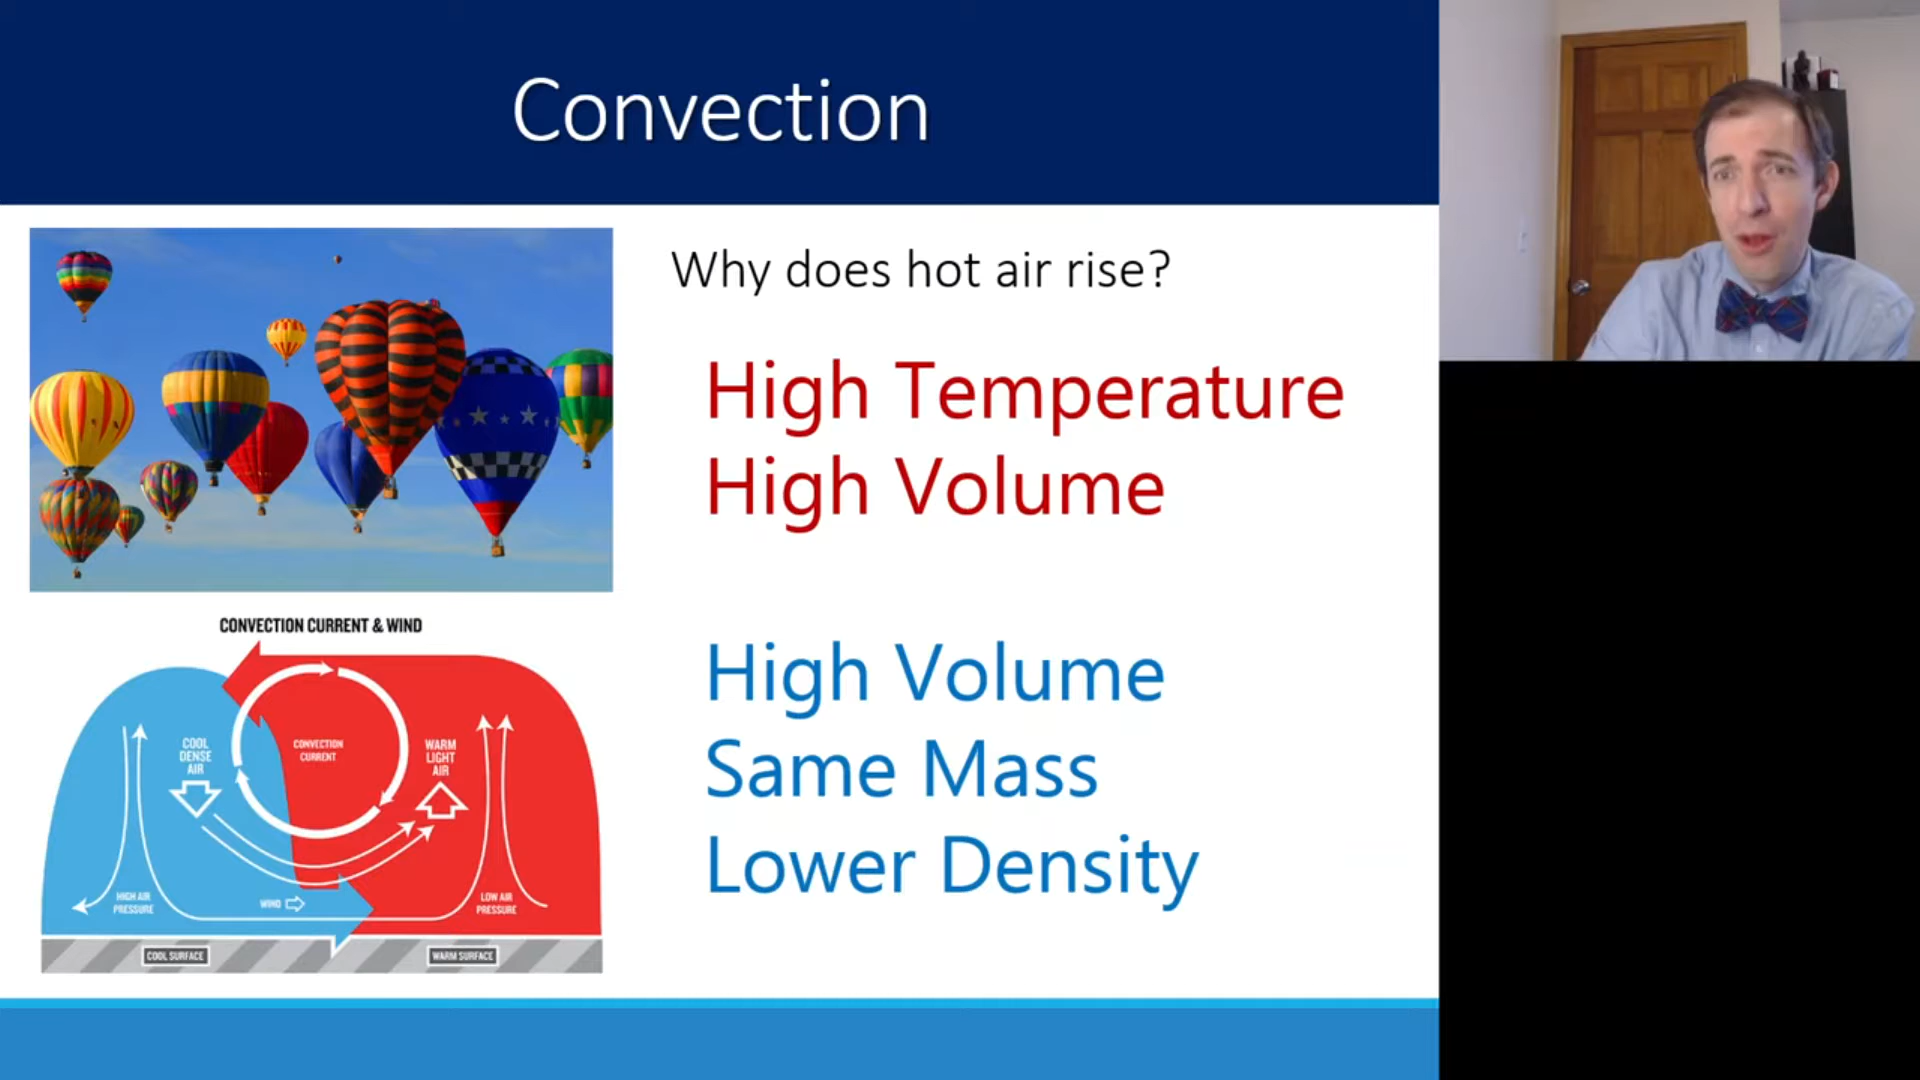 Convection
Why does hot air rise?
High Temperature
High Volume
High Volume
Same Mass
Lower Density
CONVECTION CURRENT & WIND
COOL
DENSE
AIR
CONVECTION
CURRENT
WARM
LIGHT
AIR
HIGH AIR
PRESSURE
WIND
LOW AIR
PRESSURE
COOL SURFACE
WARM SURFACE